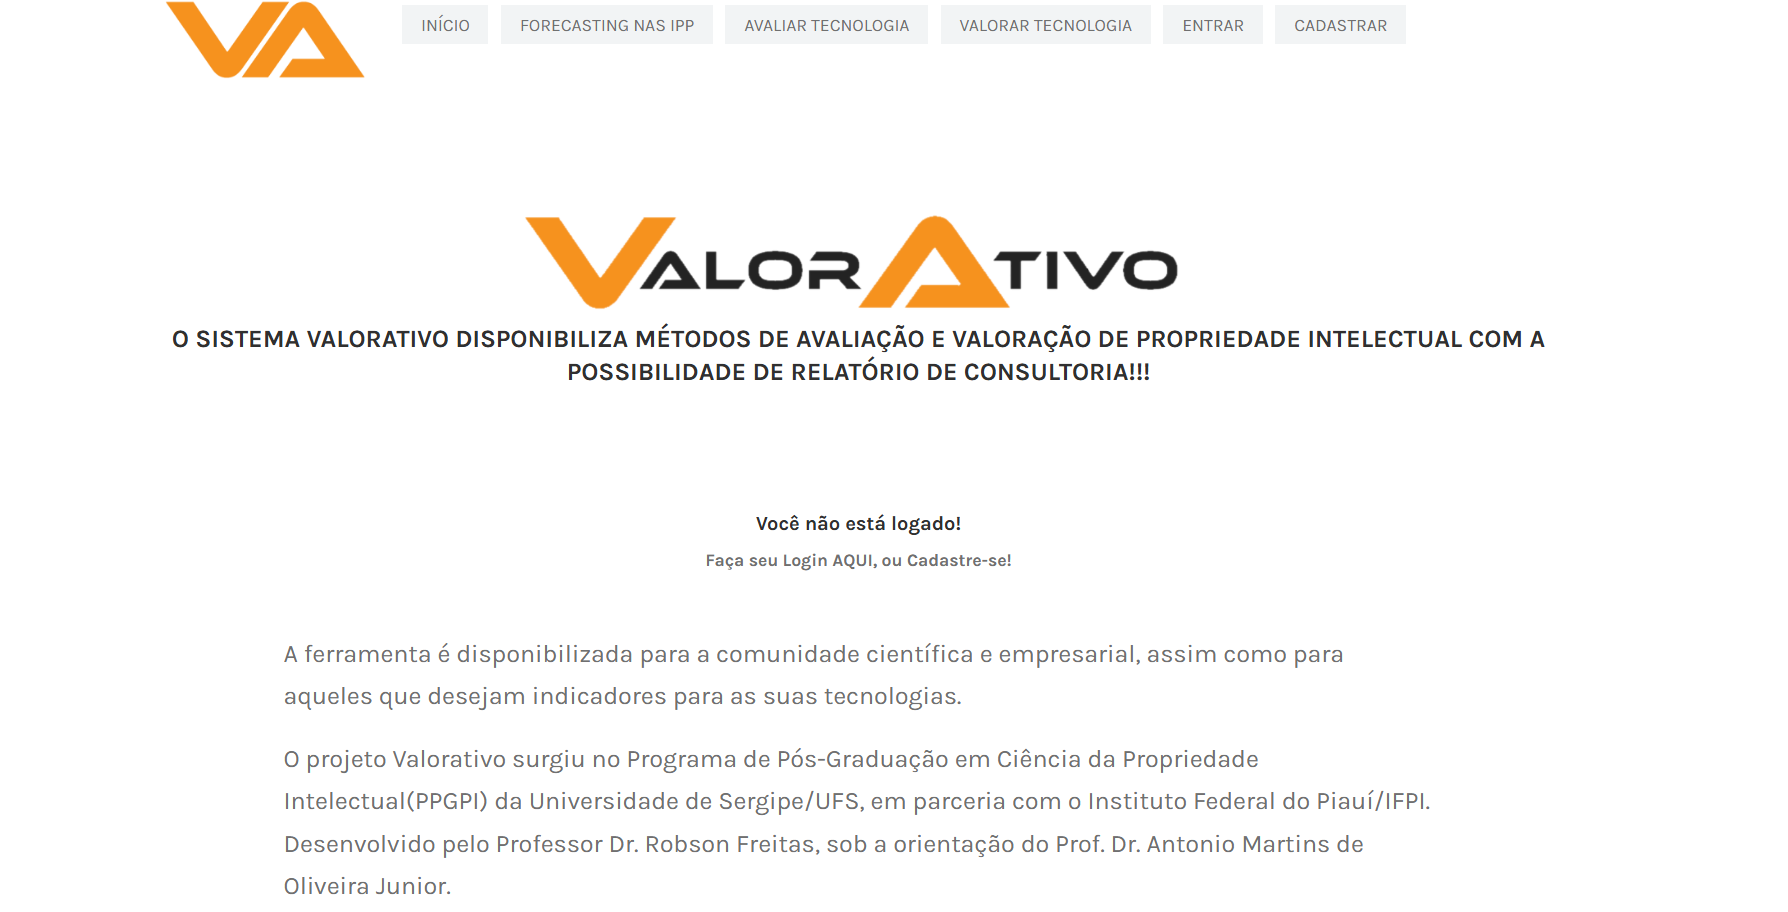 VA
INÍCIO
FORECASTING NAS IPP
AVALIAR TECNOLOGIA
VALORAR TECNOLOGIA
ENTRAR
CADASTRAR
VALORATIVO
O SISTEMA VALORATIVO DISPONIBILIZA MÉTODOS DE AVALIAÇÃO E VALORAÇÃO DE PROPRIEDADE INTELECTUAL COM A
POSSIBILIDADE DE RELATÓRIO DE CONSULTORIA!!!
Você não está logado!
Faça seu Login AQUI, ou Cadastre-se!
A ferramenta é disponibilizada para a comunidade científica e empresarial, assim como para
aqueles que desejam indicadores para as suas tecnologias.
O projeto Valorativo surgiu no Programa de Pós-Graduação em Ciência da Propriedade
Intelectual(PPGPI) da Universidade de Sergipe/UFS, em parceria com o Instituto Federal do Piauí/IFPI.
Desenvolvido pelo Professor Dr. Robson Freitas, sob a orientação do Prof. Dr. Antonio Martins de
Oliveira Junior.